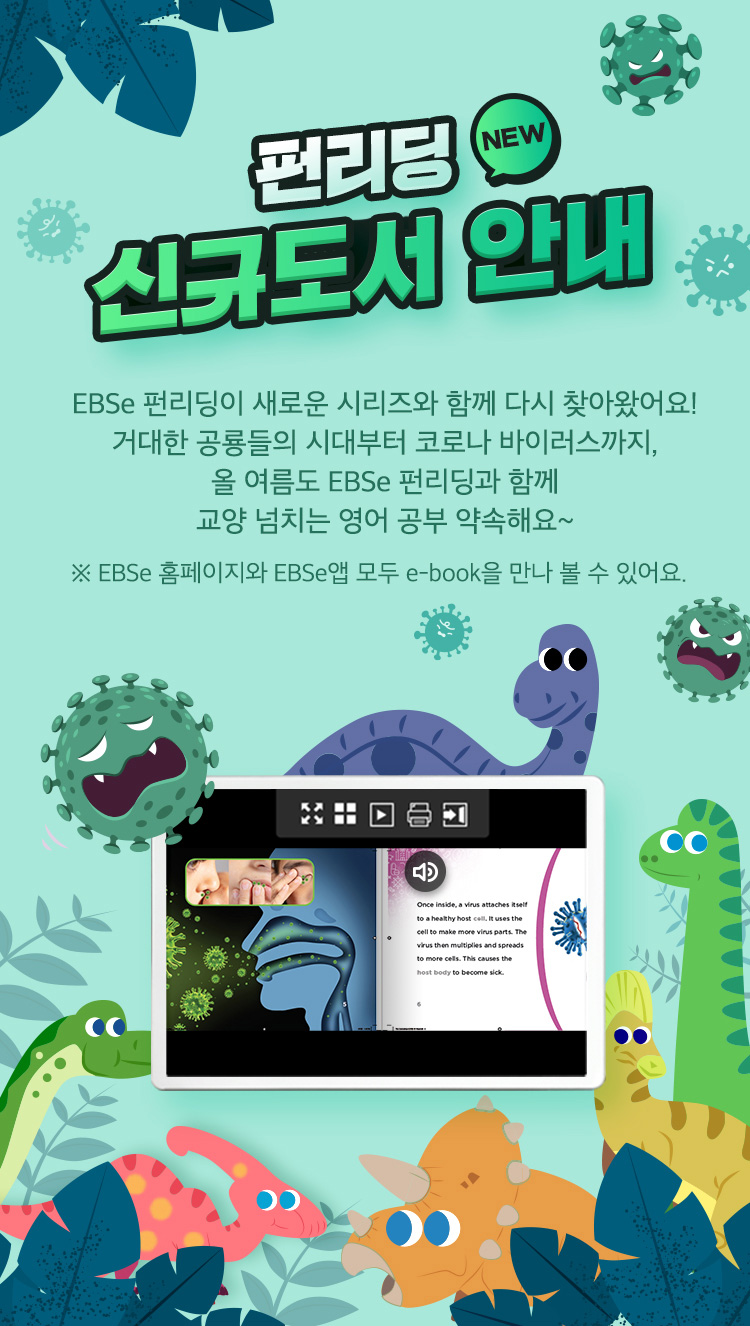 펀리딩
NEW
신규도서 안내
EBSe 펀리딩이 새로운 시리즈와 함께 다시 찾아왔어요!
거대한 공룡들의 시대부터 코로나 바이러스까지,
올 여름도 EBSe 펀리딩과 함께
교양 넘치는 영어 공부 약속해요~
※ EBSe 홈페이지와 EBSe앱 모두 e-book을 만나 볼 수 있어요.
Once inside, a virus attaches itself
to a healthy host cell. It uses the
cell to make more virus parts. The
virus then multiplies and spreads
to more cells. This causes the
host body to become sick.
5
6